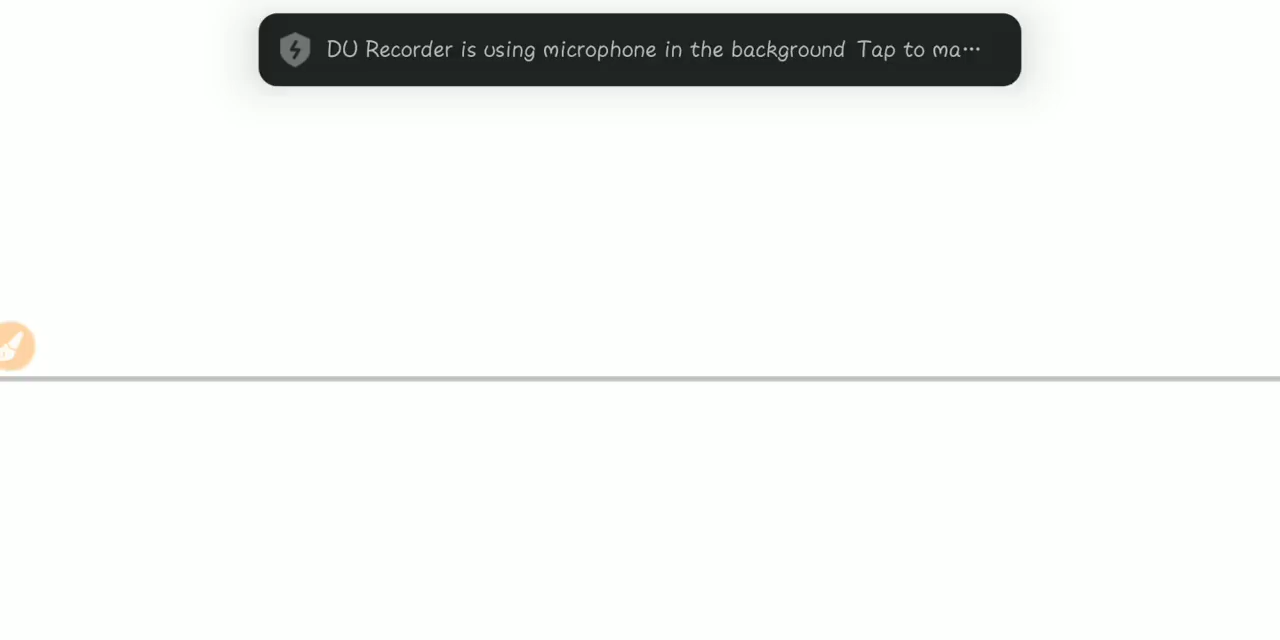 DU Recorder is using microphone in the background Tap to ma…